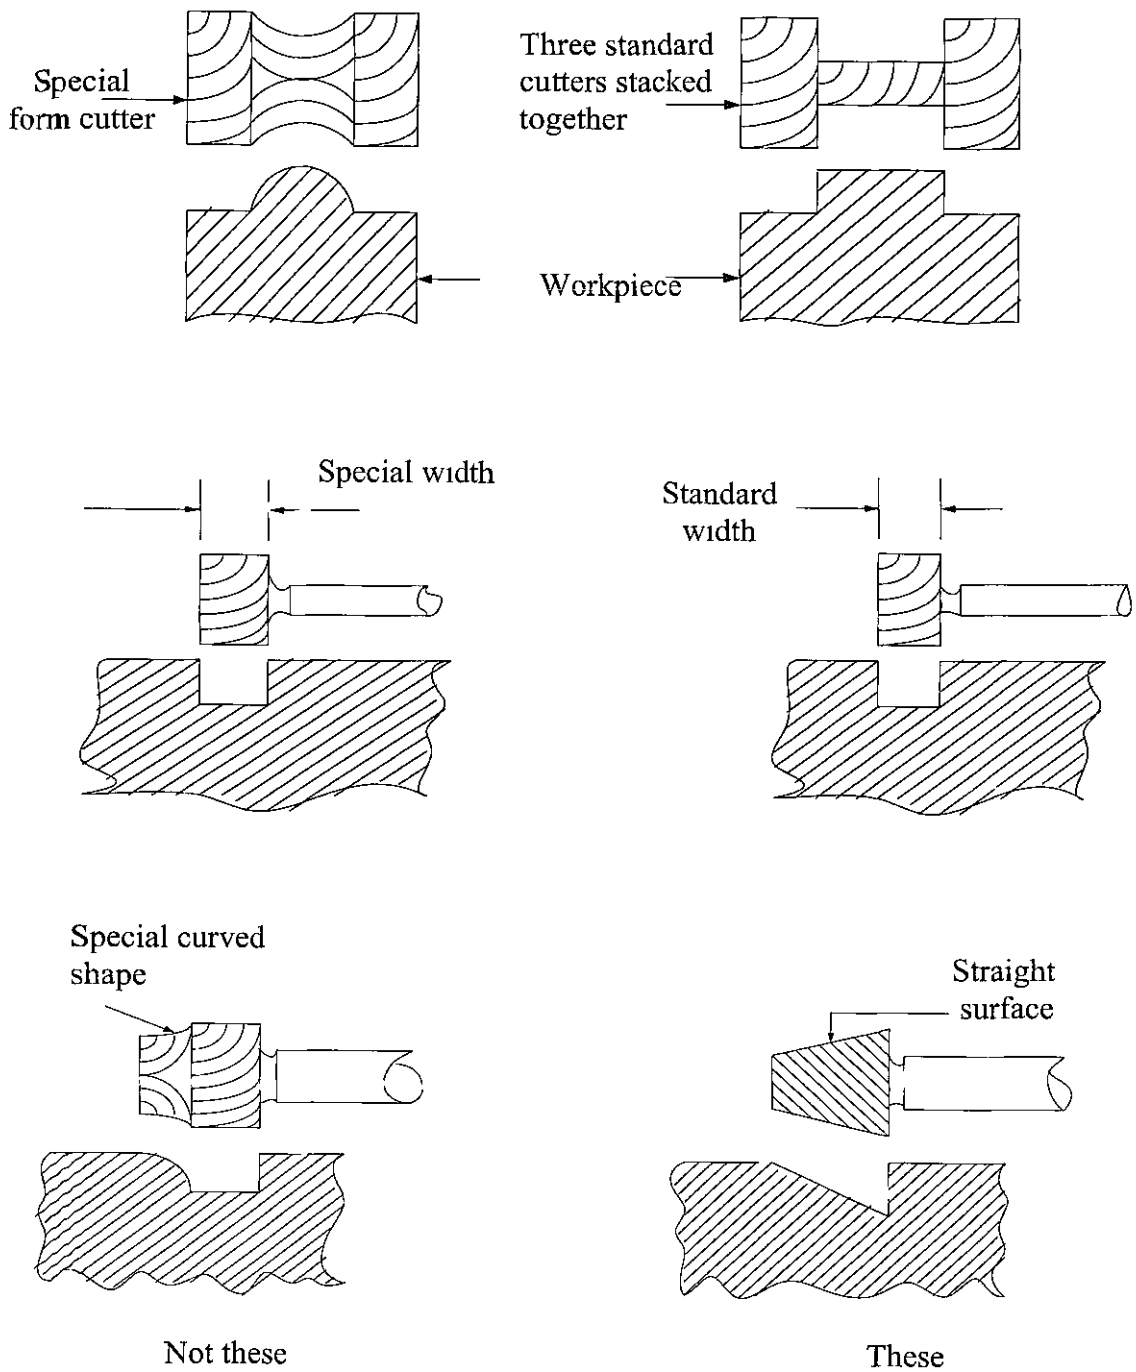 Special
form cutter
Three standard
cutters stacked
together
Workpiece
Special width
Standard
width
Special curved
shape
Straight
surface
Not these
These